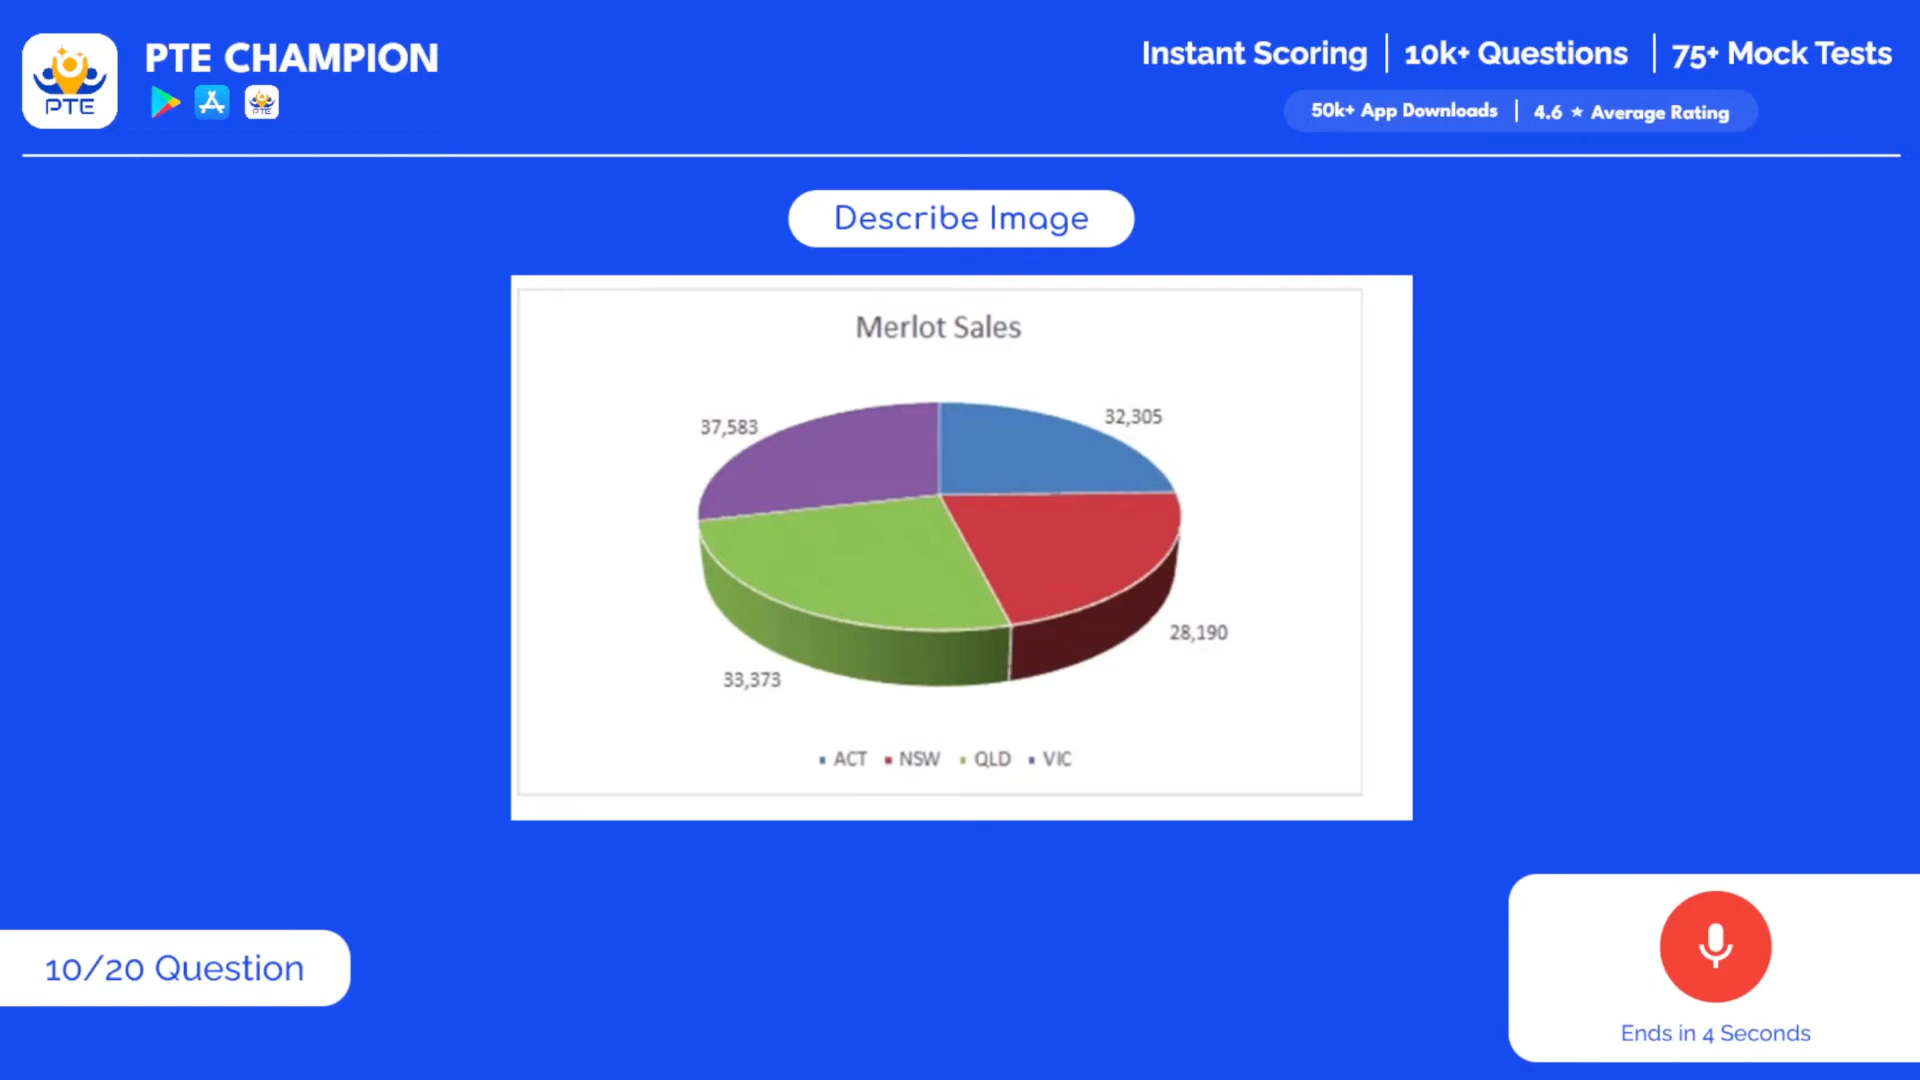 PTE CHAMPION
PTE
PTE
Instant Scoring | 10k+ Questions | 75+ Mock Tests
50k+ App Downloads | 4.6 ★ Average Rating
Describe Image
Merlot Sales
37,583
32,305
28,190
33,373
ACT NSW QLD VIC
10/20 Question
Ends in 4 Seconds